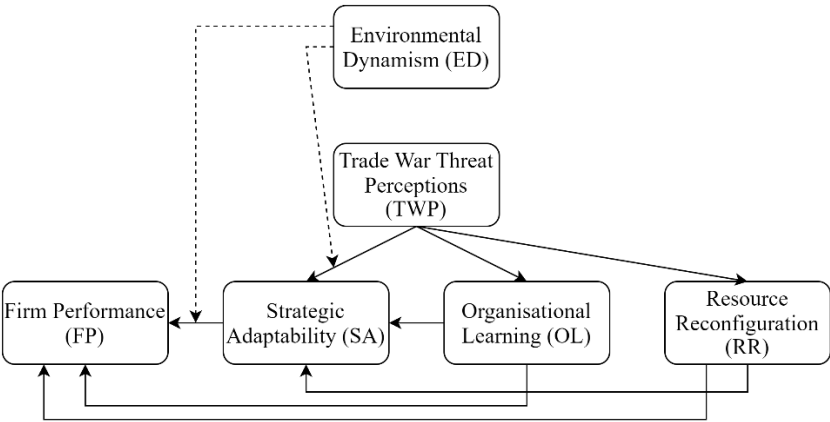 Environmental
Dynamism (ED)
Trade War Threat
Perceptions
(TWP)
Firm Performance
(FP)
Strategic
Adaptability (SA)
Organisational
Learning (OL)
Resource
Reconfiguration
(RR)